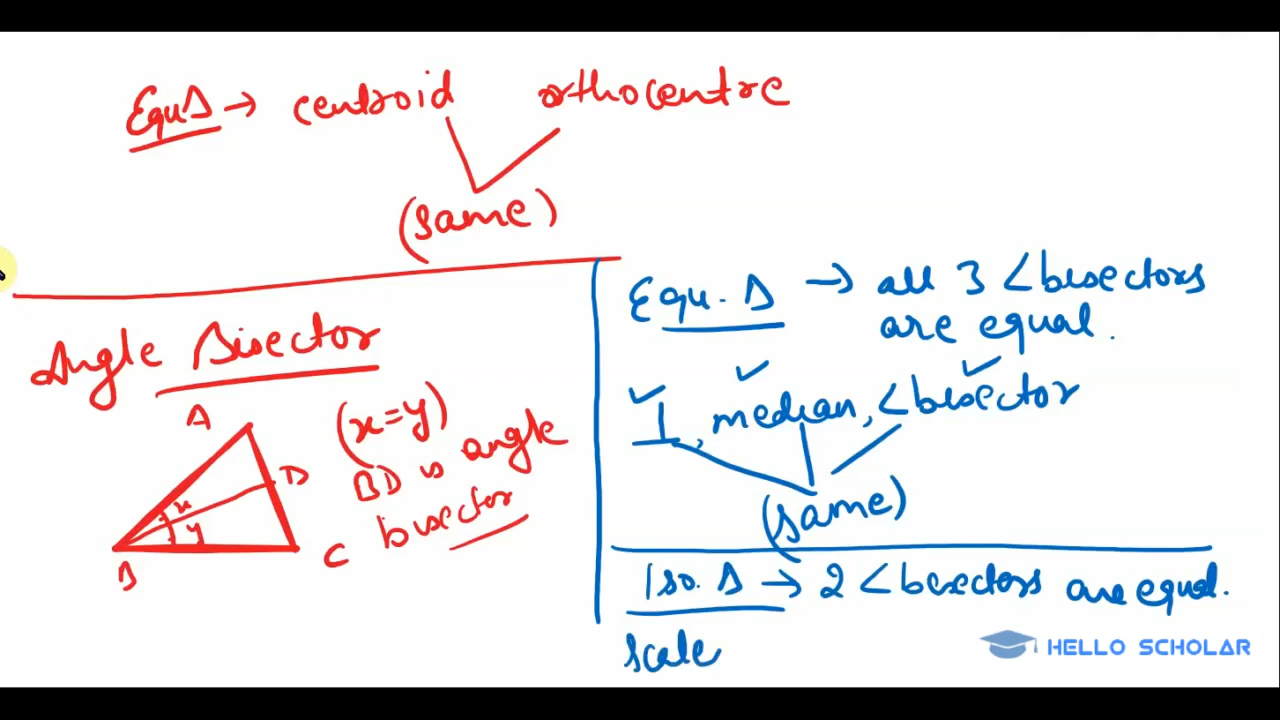 EquΔ → centroid orthocentre
(same)
Angle Bisector
A
(x=y)
BD is angle
bisector
D
x
y
B
C
Equ. Δ → all 3 ∠bisectors
are equal.
⊥, median, ∠bisector
(same)
Iso. Δ → 2 ∠bisectors are equal.
scale
HELLO SCHOLAR